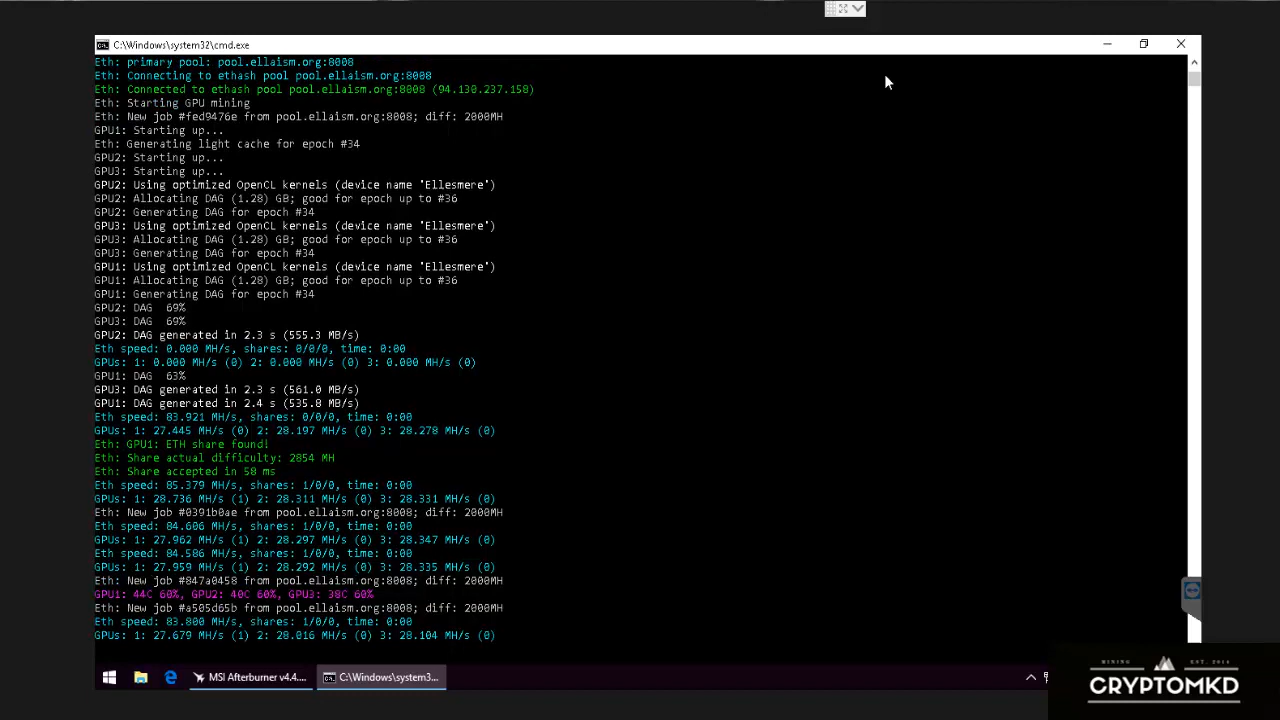 C:\Windows\system32\cmd.exe
Eth: primary pool: pool.ellaism.org:8008
Eth: Connecting to ethash pool pool.ellaism.org:8008
Eth: Connected to ethash pool pool.ellaism.org:8008 (94.130.237.158)
Eth: Starting GPU mining
Eth: New job #fed9476e from pool.ellaism.org:8008; diff: 2000MH
GPU1: Starting up...
Eth: Generating light cache for epoch #34
GPU2: Starting up...
GPU3: Starting up...
GPU2: Using optimized OpenCL kernels (device name 'Ellesmere')
GPU2: Allocating DAG (1.28) GB; good for epoch up to #36
GPU2: Generating DAG for epoch #34
GPU3: Using optimized OpenCL kernels (device name 'Ellesmere')
GPU3: Allocating DAG (1.28) GB; good for epoch up to #36
GPU3: Generating DAG for epoch #34
GPU1: Using optimized OpenCL kernels (device name 'Ellesmere')
GPU1: Allocating DAG (1.28) GB; good for epoch up to #36
GPU1: Generating DAG for epoch #34
GPU2: DAG  69%
GPU3: DAG  69%
GPU2: DAG generated in 2.3 s (555.3 MB/s)
Eth speed: 0.000 MH/s, shares: 0/0/0, time: 0:00
GPUs: 1: 0.000 MH/s (0) 2: 0.000 MH/s (0) 3: 0.000 MH/s (0)
GPU1: DAG  63%
GPU3: DAG generated in 2.3 s (561.0 MB/s)
GPU1: DAG generated in 2.4 s (535.8 MB/s)
Eth speed: 83.921 MH/s, shares: 0/0/0, time: 0:00
GPUs: 1: 27.445 MH/s (0) 2: 28.197 MH/s (0) 3: 28.278 MH/s (0)
Eth: GPU1: ETH share found!
Eth: Share actual difficulty: 2854 MH
Eth: Share accepted in 58 ms
Eth speed: 85.379 MH/s, shares: 1/0/0, time: 0:00
GPUs: 1: 28.736 MH/s (1) 2: 28.311 MH/s (0) 3: 28.331 MH/s (0)
Eth: New job #0391b0ae from pool.ellaism.org:8008; diff: 2000MH
Eth speed: 84.606 MH/s, shares: 1/0/0, time: 0:00
GPUs: 1: 27.962 MH/s (1) 2: 28.297 MH/s (0) 3: 28.347 MH/s (0)
Eth speed: 84.586 MH/s, shares: 1/0/0, time: 0:00
GPUs: 1: 27.959 MH/s (1) 2: 28.292 MH/s (0) 3: 28.335 MH/s (0)
Eth: New job #847a0458 from pool.ellaism.org:8008; diff: 2000MH
GPU1: 44C 60%, GPU2: 40C 60%, GPU3: 38C 60%
Eth: New job #a505d65b from pool.ellaism.org:8008; diff: 2000MH
Eth speed: 83.800 MH/s, shares: 1/0/0, time: 0:00
GPUs: 1: 27.679 MH/s (1) 2: 28.016 MH/s (0) 3: 28.104 MH/s (0)
MSI Afterburner v4.4....
C:\Windows\system3...
MINING EST. 2014
CRYPTOMKD